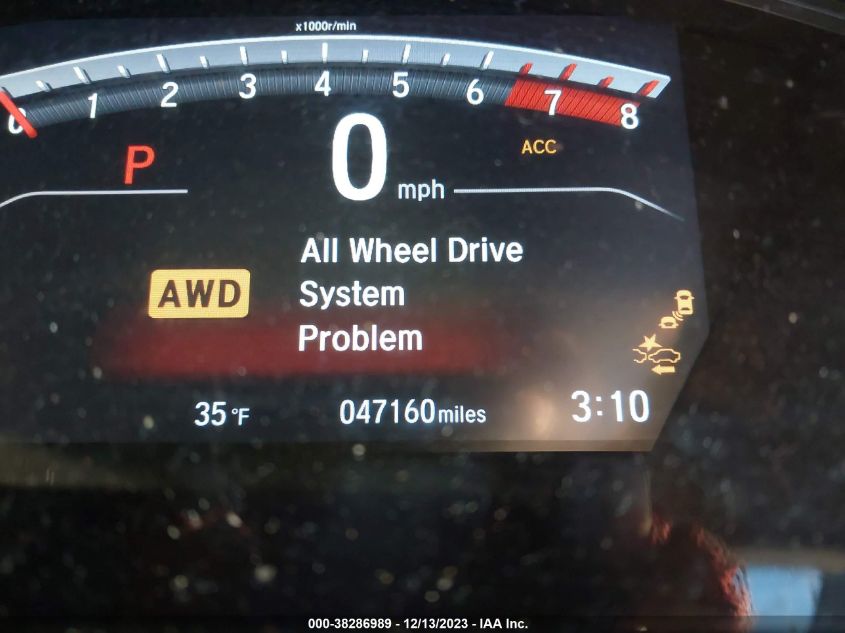 x1000r/min
0 1 2 3 4 5 6 7 8
P 0 mph ACC
All Wheel Drive
AWD System
Problem
35°F 047160miles 3:10
000-38286989 - 12/13/2023 - IAA Inc.